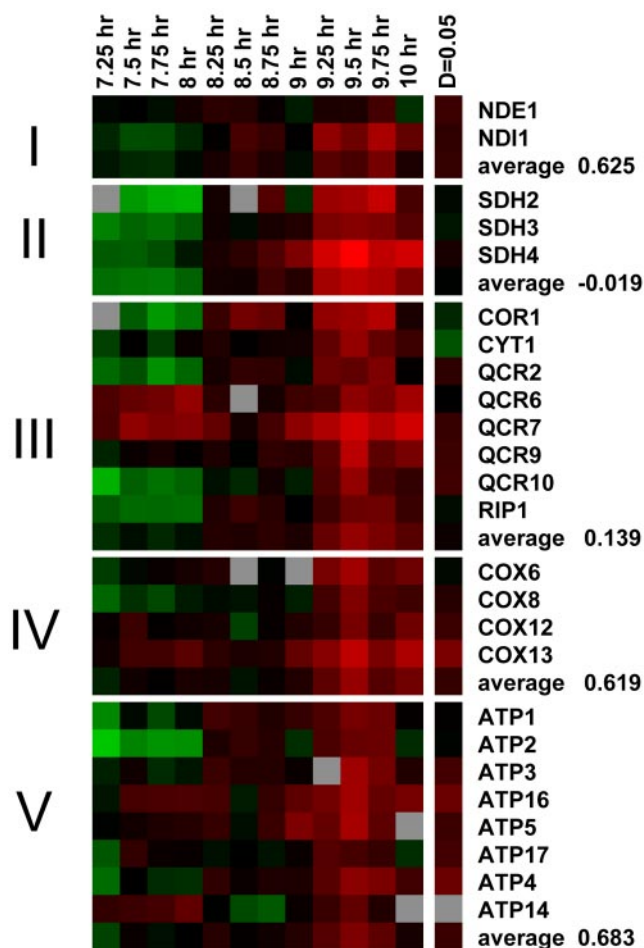 7.25 hr 7.5 hr 7.75 hr 8 hr 8.25 hr 8.5 hr 8.75 hr 9 hr 9.25 hr 9.5 hr 9.75 hr 10 hr D=0.05
I
NDE1
NDI1
average 0.625
II
SDH2
SDH3
SDH4
average -0.019
III
COR1
CYT1
QCR2
QCR6
QCR7
QCR9
QCR10
RIP1
average 0.139
IV
COX6
COX8
COX12
COX13
average 0.619
V
ATP1
ATP2
ATP3
ATP16
ATP5
ATP17
ATP4
ATP14
average 0.683